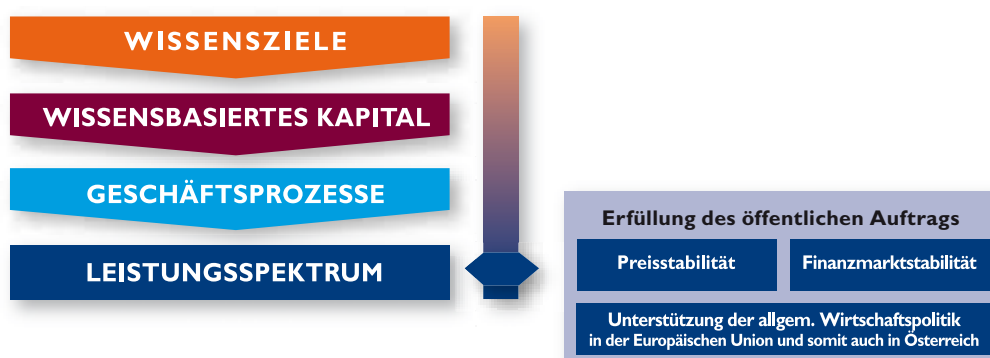 WISSENSZIELE
WISSENSBASIERTES KAPITAL
GESCHÄFTSPROZESSE
LEISTUNGSSPEKTRUM
Erfüllung des öffentlichen Auftrags
Preisstabilität
Finanzmarktstabilität
Unterstützung der allgem. Wirtschaftspolitik
in der Europäischen Union und somit auch in Österreich